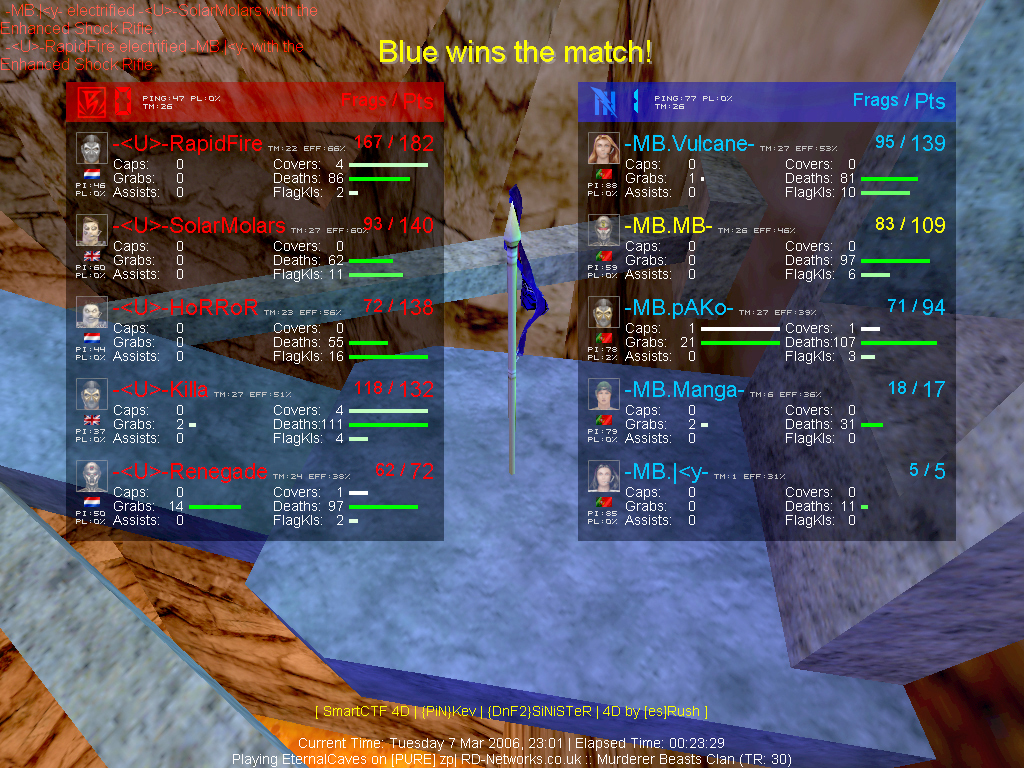 -MB.|<y- electrified -<U>-SolarMolars with the
Enhanced Shock Rifle.
-<U>-RapidFire electrified -MB.|<y- with the
Enhanced Shock Rifle.
Blue wins the match!
0 PING:47 PL:0% TM:26 Frags / Pts
-<U>-RapidFire TM:22 EFF:66% 167 / 182
Caps: 0 Covers: 4
Grabs: 0 Deaths: 86
Assists: 0 FlagKls: 2
PI:46
PL:0%
-<U>-SolarMolars TM:27 EFF:60% 93 / 140
Caps: 0 Covers: 0
Grabs: 0 Deaths: 62
Assists: 0 FlagKls: 11
PI:60
PL:0%
-<U>-HoRRoR TM:23 EFF:56% 72 / 138
Caps: 0 Covers: 0
Grabs: 0 Deaths: 55
Assists: 0 FlagKls: 16
PI:44
PL:0%
-<U>-Killa TM:27 EFF:51% 118 / 132
Caps: 0 Covers: 4
Grabs: 2 Deaths:111
Assists: 0 FlagKls: 4
PI:37
PL:0%
-<U>-Renegade TM:24 EFF:38% 62 / 72
Caps: 0 Covers: 1
Grabs: 14 Deaths: 97
Assists: 0 FlagKls: 2
PI:50
PL:0%
1 PING:77 PL:0% TM:26 Frags / Pts
-MB.Vulcane- TM:27 EFF:53% 95 / 139
Caps: 0 Covers: 0
Grabs: 1 Deaths: 81
Assists: 0 FlagKls: 10
PI:88
PL:0%
-MB.MB- TM:26 EFF:46% 83 / 109
Caps: 0 Covers: 0
Grabs: 0 Deaths: 97
Assists: 0 FlagKls: 6
PI:59
PL:0%
-MB.pAKo- TM:27 EFF:39% 71 / 94
Caps: 1 Covers: 1
Grabs: 21 Deaths:107
Assists: 0 FlagKls: 3
PI:78
PL:2%
-MB.Manga- TM:6 EFF:36% 18 / 17
Caps: 0 Covers: 0
Grabs: 2 Deaths: 31
Assists: 0 FlagKls: 0
PI:79
PL:0%
-MB.|<y- TM:1 EFF:31% 5 / 5
Caps: 0 Covers: 0
Grabs: 0 Deaths: 11
Assists: 0 FlagKls: 0
PI:85
PL:0%
[ SmartCTF 4D | {PiN}Kev | {DnF2}SiNiSTeR | 4D by [es]Rush ]
Current Time: Tuesday 7 Mar 2006, 23:01 | Elapsed Time: 00:23:29
Playing EternalCaves on [PURE] zp| RD-Networks.co.uk :: Murderer Beasts Clan (TR: 30)